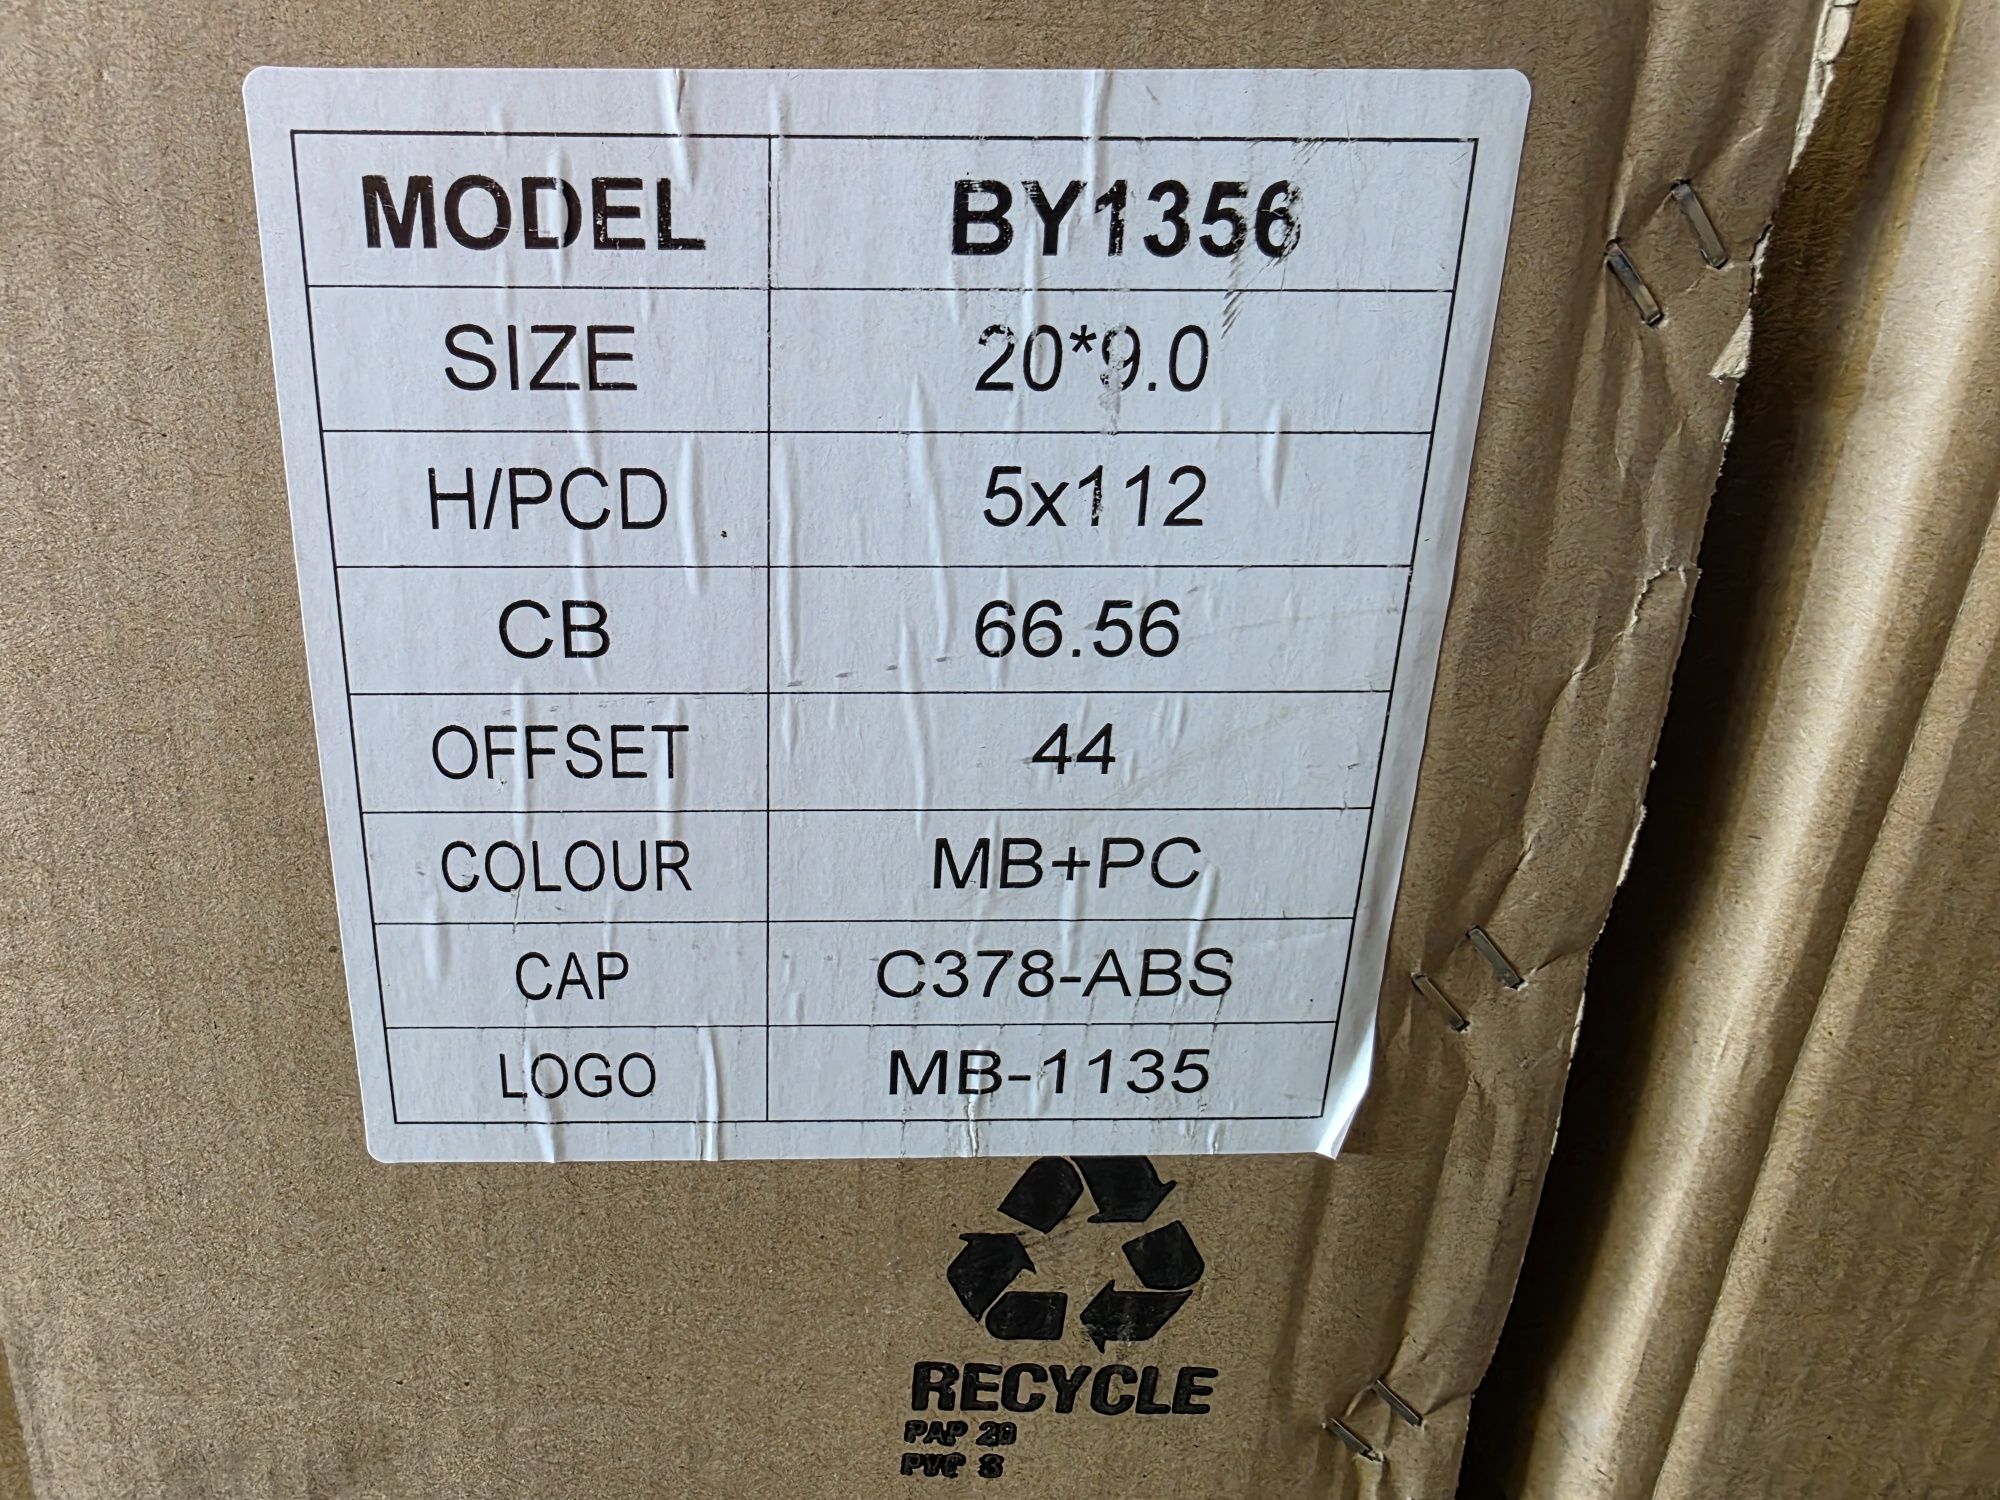 MODEL BY1356
SIZE 20*9.0
H/PCD 5x112
CB 66.56
OFFSET 44
COLOUR MB+PC
CAP C378-ABS
LOGO MB-1135
RECYCLE
PAP 20
PVC 3